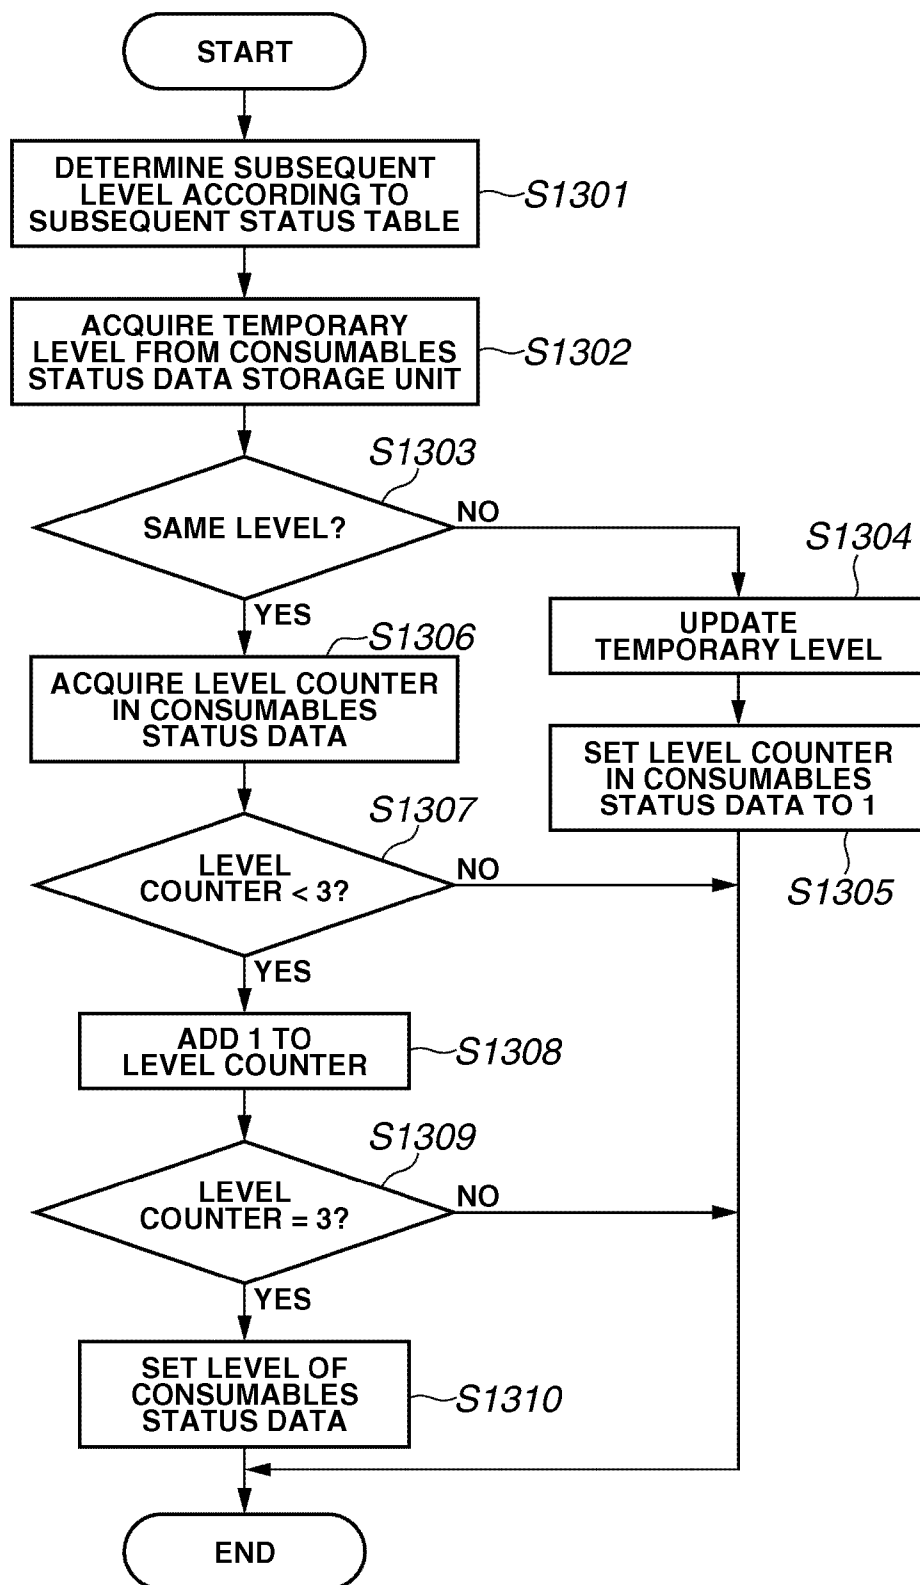 START
DETERMINE SUBSEQUENT
LEVEL ACCORDING TO
SUBSEQUENT STATUS TABLE
S1301
ACQUIRE TEMPORARY
LEVEL FROM CONSUMABLES
STATUS DATA STORAGE UNIT
S1302
S1303
SAME LEVEL?
NO
YES
S1304
UPDATE
TEMPORARY LEVEL
SET LEVEL COUNTER
IN CONSUMABLES
STATUS DATA TO 1
S1305
S1306
ACQUIRE LEVEL COUNTER
IN CONSUMABLES
STATUS DATA
S1307
LEVEL
COUNTER < 3?
NO
YES
ADD 1 TO
LEVEL COUNTER
S1308
S1309
LEVEL
COUNTER = 3?
NO
YES
SET LEVEL OF
CONSUMABLES
STATUS DATA
S1310
END